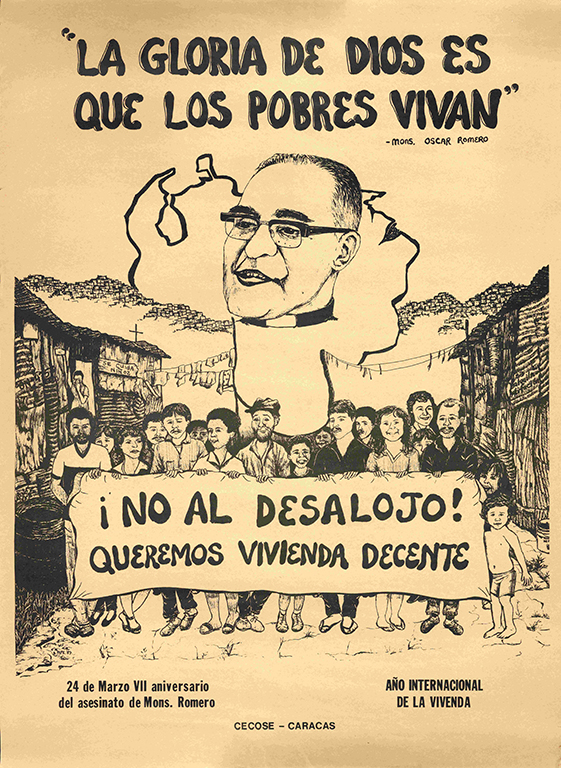 "LA GLORIA DE DIOS ES
QUE LOS POBRES VIVAN"
- MONS. OSCAR ROMERO
¡NO AL DESALOJO!
QUEREMOS VIVIENDA DECENTE
24 de Marzo VII aniversario
del asesinato de Mons. Romero
AÑO INTERNACIONAL
DE LA VIVENDA
CECOSE – CARACAS